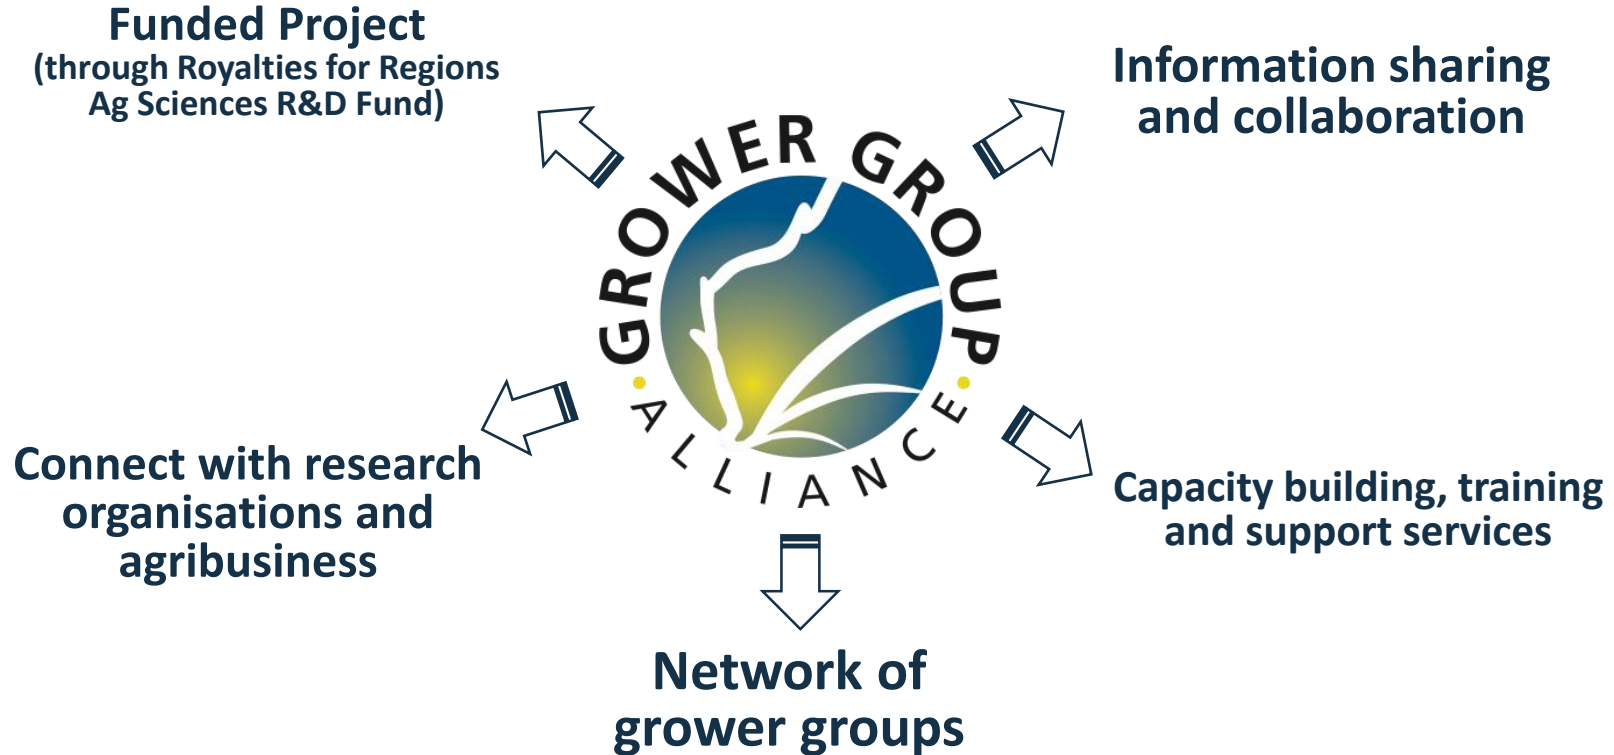 Funded Project
(through Royalties for Regions
Ag Sciences R&D Fund)
Information sharing
and collaboration
GROWER GROUP
ALLIANCE
Connect with research
organisations and
agribusiness
Capacity building, training
and support services
Network of
grower groups